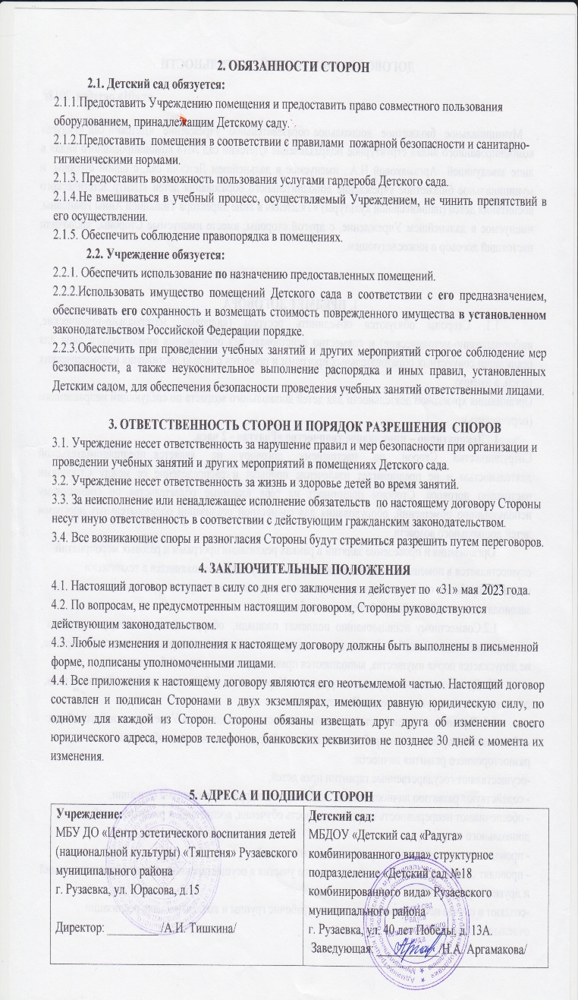 2. ОБЯЗАННОСТИ СТОРОН
2.1. Детский сад обязуется:
2.1.1.Предоставить Учреждению помещения и предоставить право совместного пользования
оборудованием, принадлежащим Детскому саду.
2.1.2.Предоставить помещения в соответствии с правилами пожарной безопасности и санитарно-
гигиеническими нормами.
2.1.3. Предоставить возможность пользования услугами гардероба Детского сада.
2.1.4.Не вмешиваться в учебный процесс, осуществляемый Учреждением, не чинить препятствий в
его осуществлении.
2.1.5. Обеспечить соблюдение правопорядка в помещениях.
2.2. Учреждение обязуется:
2.2.1. Обеспечить использование по назначению предоставленных помещений.
2.2.2.Использовать имущество помещений Детского сада в соответствии с его предназначением,
обеспечивать его сохранность и возмещать стоимость поврежденного имущества в установленном
законодательством Российской Федерации порядке.
2.2.3.Обеспечить при проведении учебных занятий и других мероприятий строгое соблюдение мер
безопасности, а также неукоснительное выполнение распорядка и иных правил, установленных
Детским садом, для обеспечения безопасности проведения учебных занятий ответственными лицами.
3. ОТВЕТСТВЕННОСТЬ СТОРОН И ПОРЯДОК РАЗРЕШЕНИЯ СПОРОВ
3.1. Учреждение несет ответственность за нарушение правил и мер безопасности при организации и
проведении учебных занятий и других мероприятий в помещениях Детского сада.
3.2. Учреждение несет ответственность за жизнь и здоровье детей во время занятий.
3.3. За неисполнение или ненадлежащее исполнение обязательств по настоящему договору Стороны
несут иную ответственность в соответствии с действующим гражданским законодательством.
3.4. Все возникающие споры и разногласия Стороны будут стремиться разрешить путем переговоров.
4. ЗАКЛЮЧИТЕЛЬНЫЕ ПОЛОЖЕНИЯ
4.1. Настоящий договор вступает в силу со дня его заключения и действует по «31» мая 2023 года.
4.2. По вопросам, не предусмотренным настоящим договором, Стороны руководствуются
действующим законодательством.
4.3. Любые изменения и дополнения к настоящему договору должны быть выполнены в письменной
форме, подписаны уполномоченными лицами.
4.4. Все приложения к настоящему договору являются его неотъемлемой частью. Настоящий договор
составлен и подписан Сторонами в двух экземплярах, имеющих равную юридическую силу, по
одному для каждой из Сторон. Стороны обязаны извещать друг друга об изменении своего
юридического адреса, номеров телефонов, банковских реквизитов не позднее 30 дней с момента их
изменения.
5. АДРЕСА И ПОДПИСИ СТОРОН
Учреждение:
МБУ ДО «Центр эстетического воспитания детей
(национальной культуры) «Тяштеня» Рузаевского
муниципального района
г. Рузаевка, ул. Юрасова, д.15
Директор: _________/А.И. Тишкина/
Детский сад:
МБДОУ «Детский сад «Радуга»
комбинированного вида» структурное
подразделение «Детский сад №18
комбинированного вида» Рузаевского
муниципального района
г. Рузаевка, ул. 40 лет Победы, д. 13А.
Заведующая: /Н.А. Аргамакова/